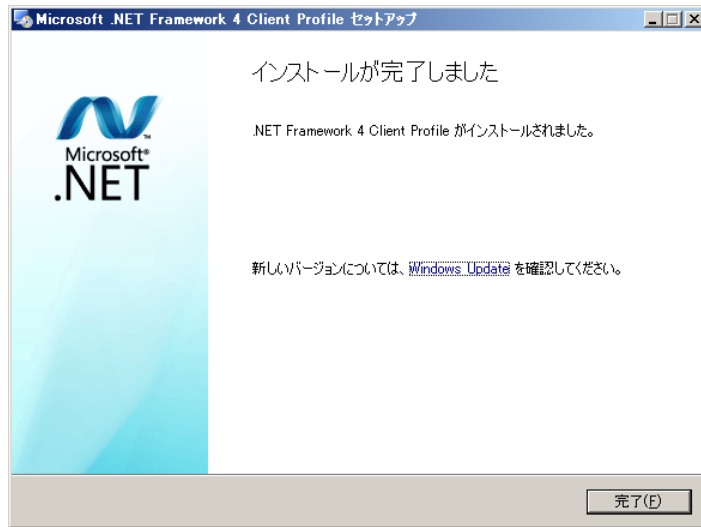 Microsoft .NET Framework 4 Client Profile セットアップ
インストールが完了しました
Microsoft®
.NET
.NET Framework 4 Client Profile がインストールされました。
新しいバージョンについては、Windows Update を確認してください。
完了(F)